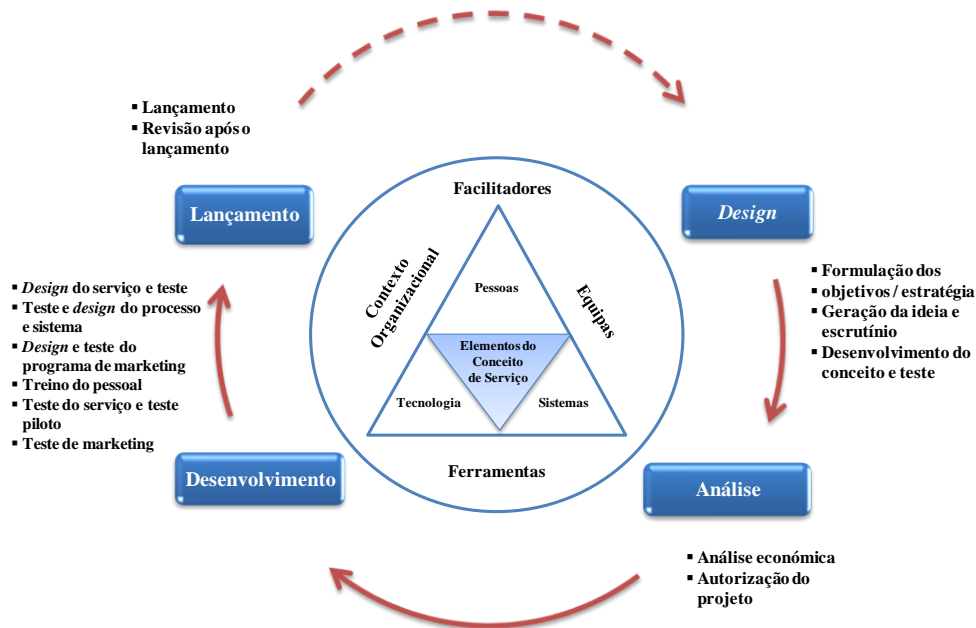 ▪ Lançamento
▪ Revisão após o
lançamento
Lançamento
Facilitadores
Design
Contexto
Organizacional
Pessoas
Equipas
▪ Formulação dos
▪ objetivos / estratégia
▪ Geração da ideia e
escrutínio
▪ Desenvolvimento do
conceito e teste
▪ Design do serviço e teste
▪ Teste e design do processo
e sistema
▪ Design e teste do
programa de marketing
▪ Treino do pessoal
▪ Teste do serviço e teste
piloto
▪ Teste de marketing
Elementos do
Conceito
de Serviço
Tecnologia
Sistemas
Ferramentas
Desenvolvimento
Análise
▪ Análise económica
▪ Autorização do
projeto